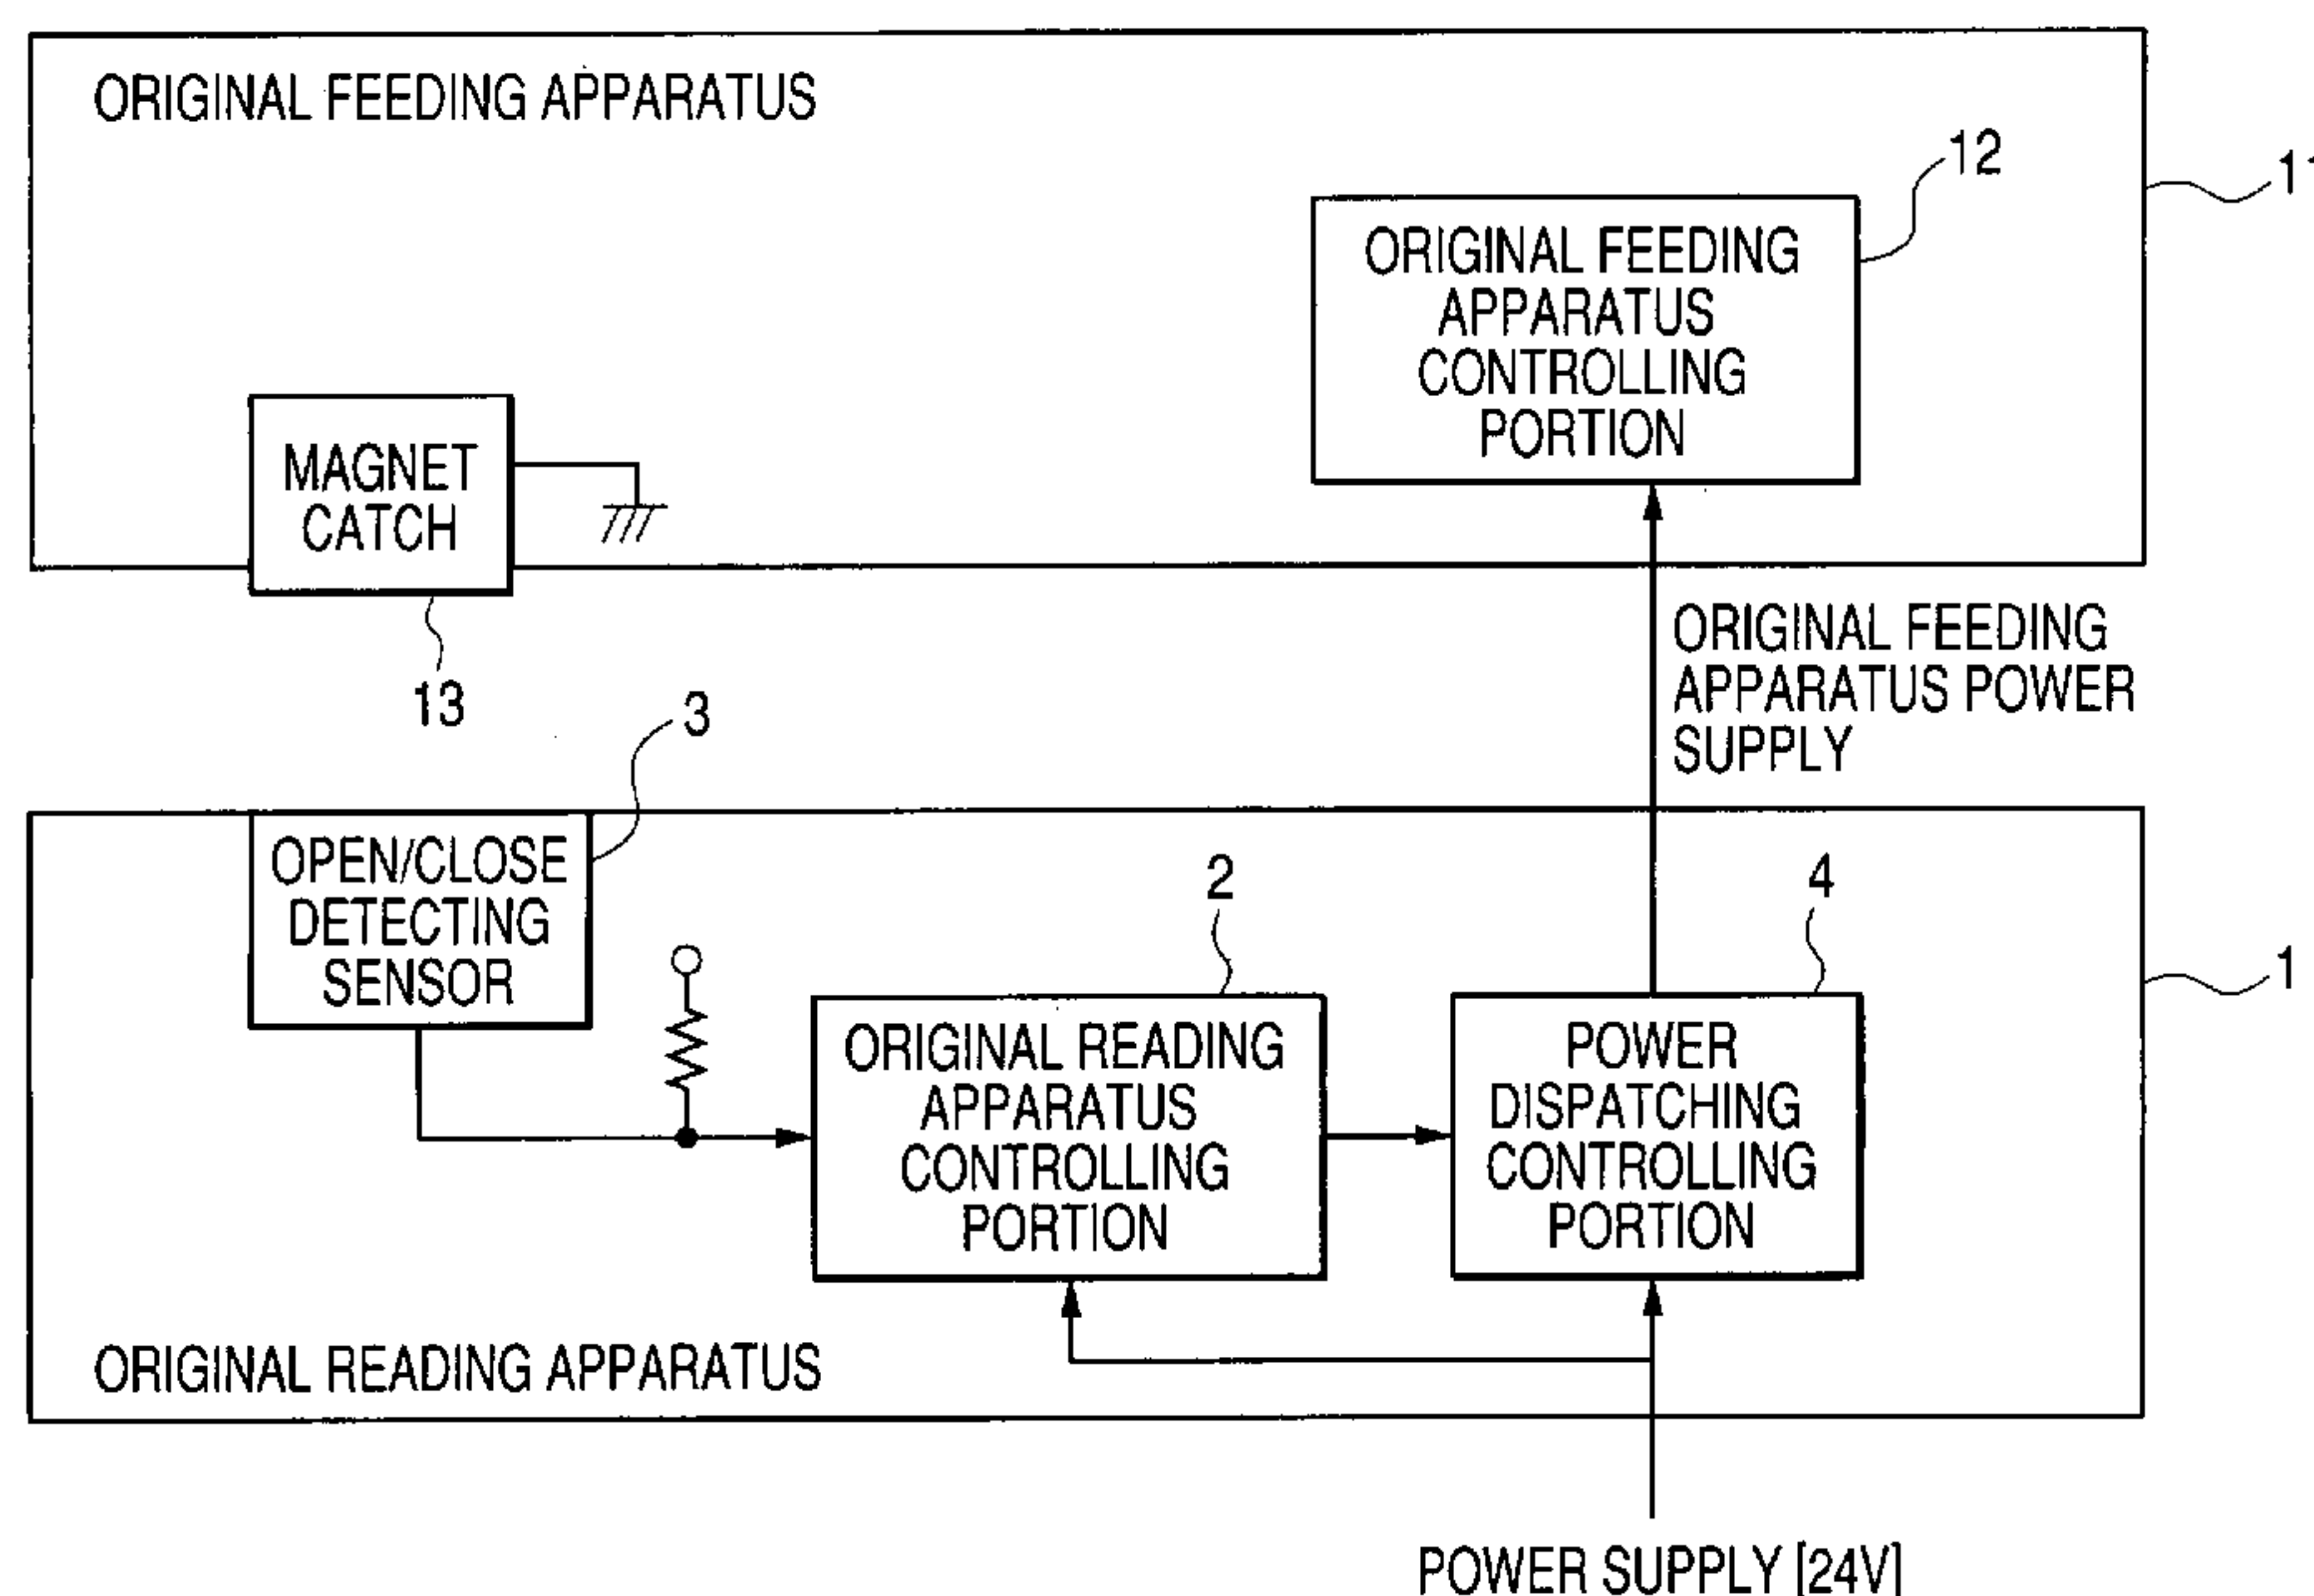 ORIGINAL FEEDING APPARATUS
12
11
ORIGINAL FEEDING
APPARATUS
CONTROLLING
PORTION
MAGNET
CATCH
13
ORIGINAL FEEDING
APPARATUS POWER
SUPPLY
3
OPEN/CLOSE
DETECTING
SENSOR
2
4
1
ORIGINAL READING
APPARATUS
CONTROLLING
PORTION
POWER
DISPATCHING
CONTROLLING
PORTION
ORIGINAL READING APPARATUS
POWER SUPPLY [24V]